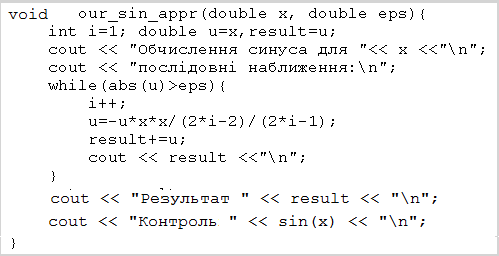 void our_sin_appr(double x, double eps){
int i=1; double u=x,result=u;
cout << "Обчислення синуса для "<< x <<"\n";
cout << "послідовні наближення:\n";
while(abs(u)>eps){
i++;
u=-u*x*x/(2*i-2)/(2*i-1);
result+=u;
cout << result <<"\n";
}
cout << "Результат " << result << "\n";
cout << "Контроль " << sin(x) << "\n";
}